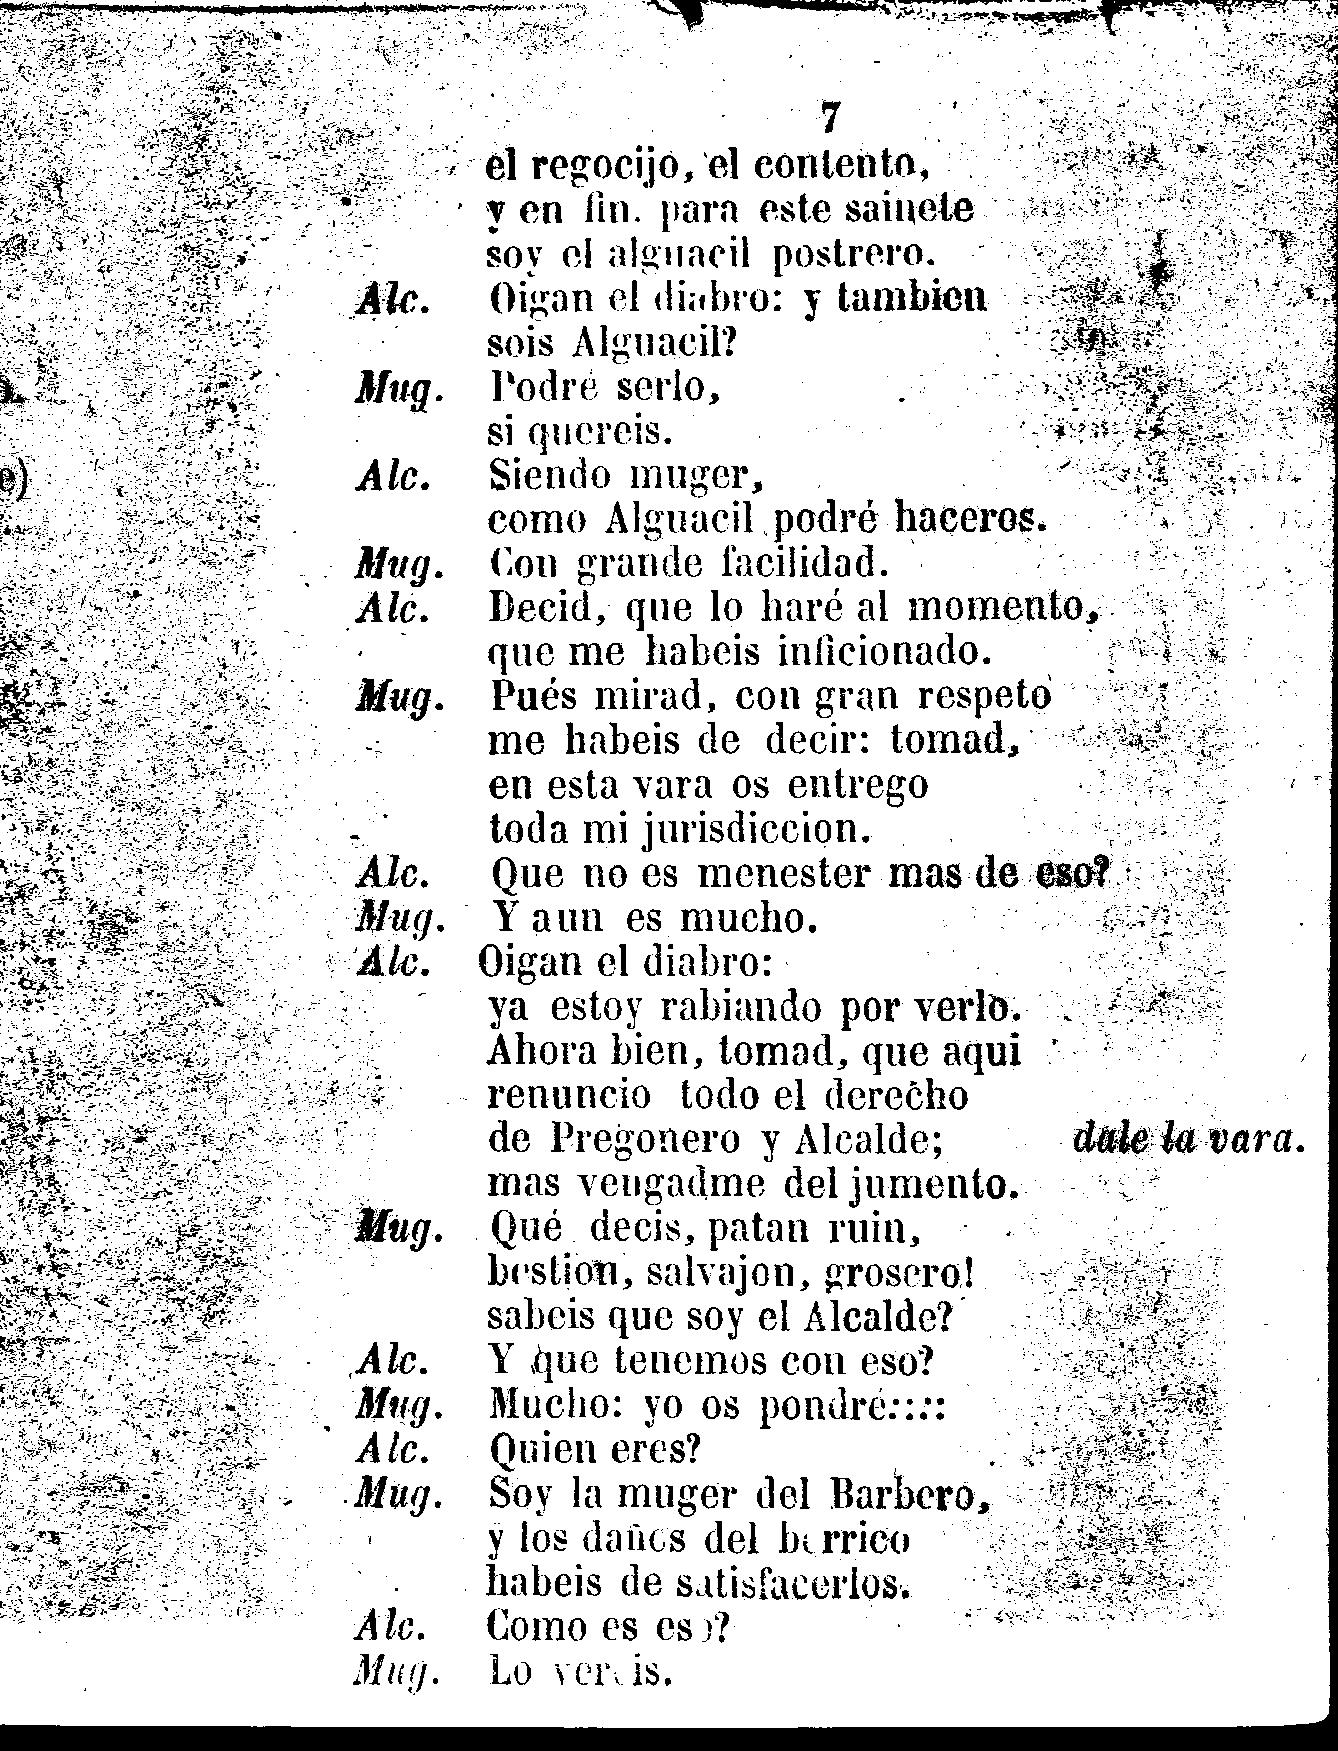 7
el regocijo, el contento,
y en fin. para este sainete
soy el alguacil postrero.
Alc. Oigan el diabro: y tambien
sois Alguacil?
Mug. Podré serlo,
si quereis.
Alc. Siendo muger,
como Alguacil podré haceros.
Mug. Con grande facilidad.
Alc. Decid, que lo haré al momento,
que me habeis inficionado.
Mug. Pués mirad, con gran respeto
me habeis de decir: tomad,
en esta vara os entrego
toda mi jurisdiccion.
Alc. Que no es menester mas de eso?
Mug. Y aun es mucho.
Alc. Oigan el diabro:
ya estoy rabiando por verlo.
Ahora bien, tomad, que aqui
renuncio todo el derecho
de Pregonero y Alcalde; dale la vara.
mas vengadme del jumento.
Mug. Qué decis, patan ruin,
bestion, salvajon, grosero!
sabeis que soy el Alcalde?
Alc. Y que tenemos con eso?
Mug. Mucho: yo os pondré::::
Alc. Quien eres?
Mug. Soy la muger del Barbero,
y los daños del borrico
habeis de satisfacerlos.
Alc. Como es eso?
Mug. Lo vereis.